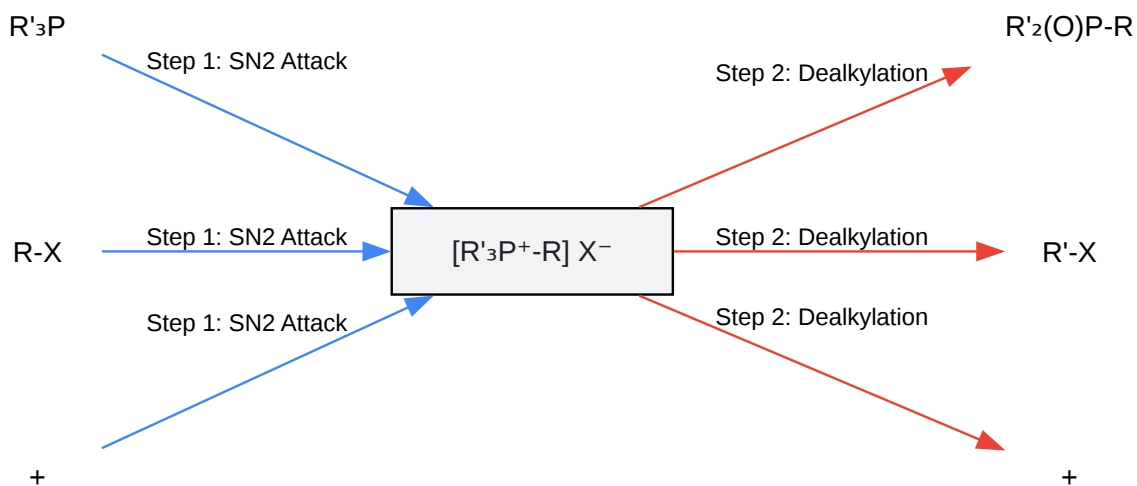 R'₃P
R'₂(O)P-R
Step 1: SN2 Attack
Step 2: Dealkylation
R-X
Step 1: SN2 Attack
[R'₃P⁺-R] X⁻
Step 2: Dealkylation
R'-X
Step 1: SN2 Attack
Step 2: Dealkylation
+
+